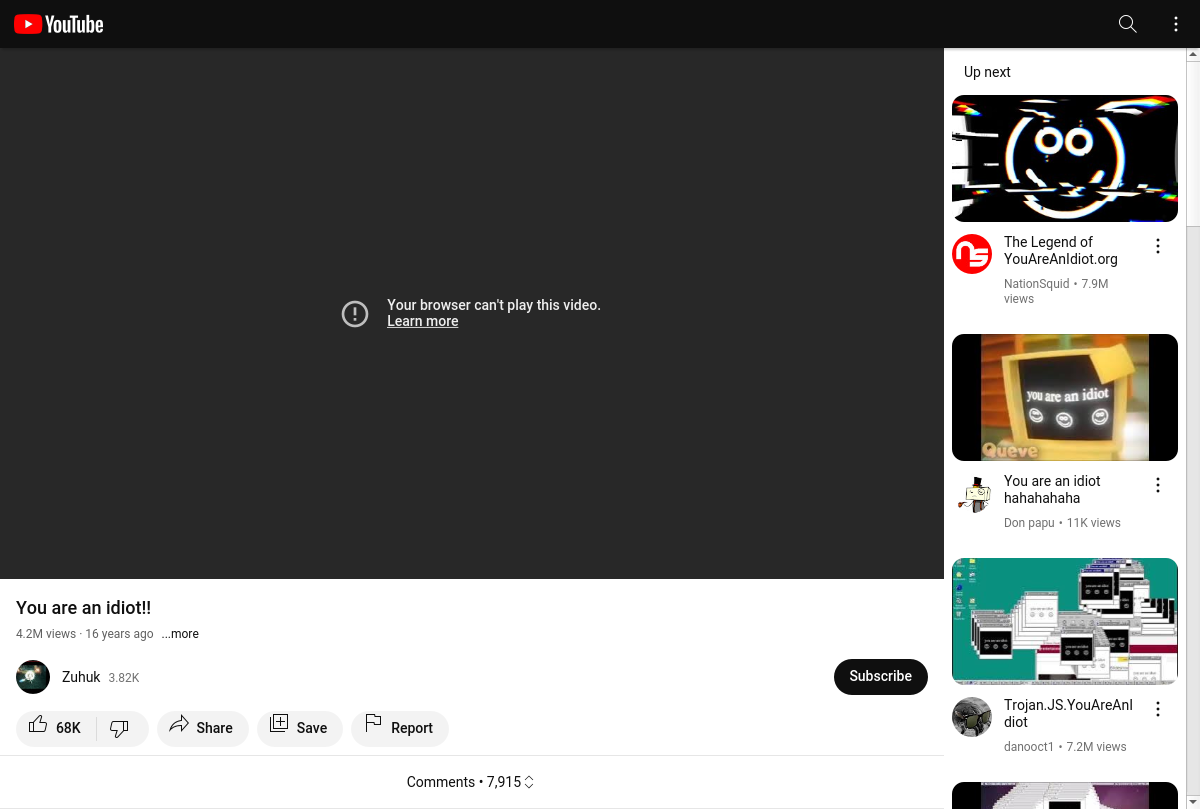 YouTube
Your browser can't play this video.
Learn more
You are an idiot!!
4.2M views · 16 years ago ...more
Zuhuk 3.82K
Subscribe
68K
Share
Save
Report
Comments • 7,915
Up next
The Legend of
YouAreAnIdiot.org
NationSquid • 7.9M
views
you are an idiot
Queve
You are an idiot
hahahahaha
Don papu • 11K views
Trojan.JS.YouAreAnI
diot
danooct1 • 7.2M views